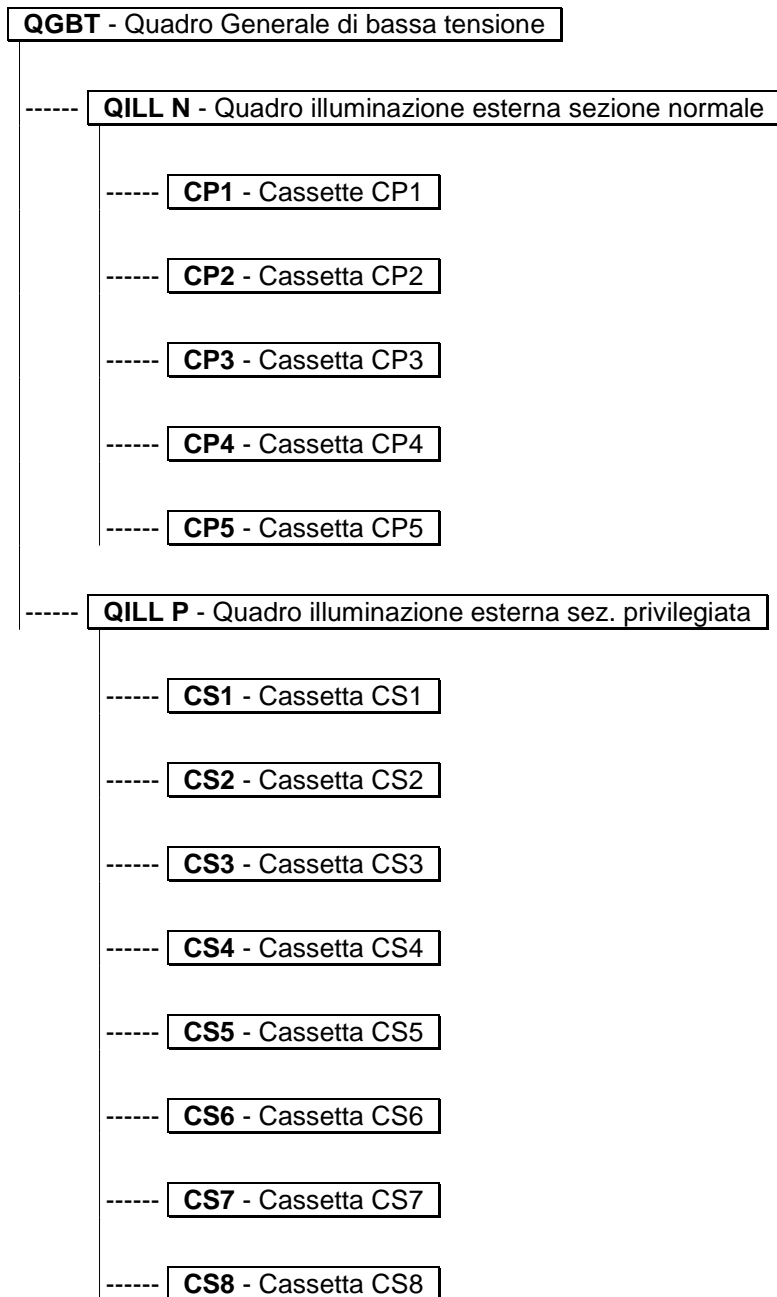 QGBT - Quadro Generale di bassa tensione
------ QILL N - Quadro illuminazione esterna sezione normale
------ CP1 - Cassette CP1
------ CP2 - Cassetta CP2
------ CP3 - Cassetta CP3
------ CP4 - Cassetta CP4
------ CP5 - Cassetta CP5
------ QILL P - Quadro illuminazione esterna sez. privilegiata
------ CS1 - Cassetta CS1
------ CS2 - Cassetta CS2
------ CS3 - Cassetta CS3
------ CS4 - Cassetta CS4
------ CS5 - Cassetta CS5
------ CS6 - Cassetta CS6
------ CS7 - Cassetta CS7
------ CS8 - Cassetta CS8